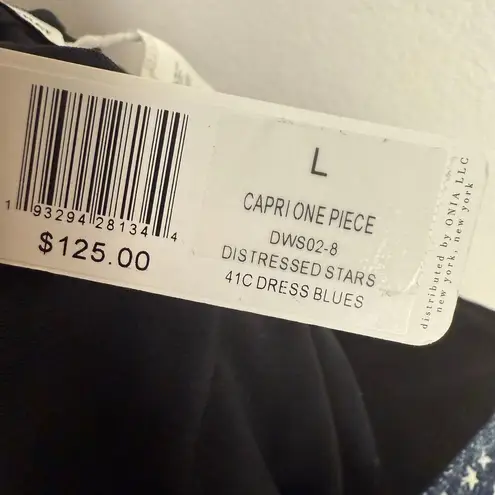 1 93294 28134 4
$125.00
L
CAPRI ONE PIECE
DWS02-8
DISTRESSED STARS
41C DRESS BLUES
distributed by ONIA LLC
new york, new york